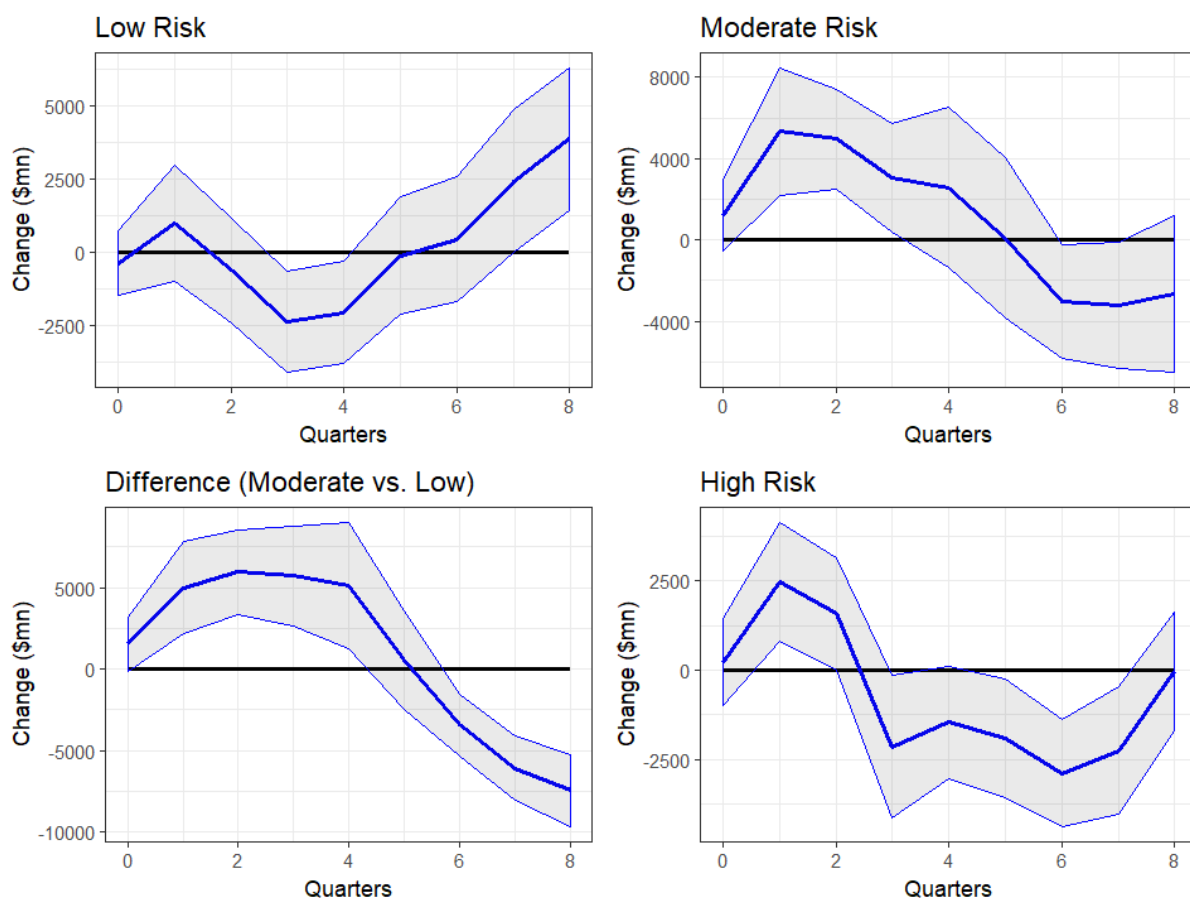 Low Risk
Change ($mn)
5000
2500
0
-2500
0 2 4 6 8
Quarters
Moderate Risk
Change ($mn)
8000
4000
0
-4000
0 2 4 6 8
Quarters
Difference (Moderate vs. Low)
Change ($mn)
5000
0
-5000
-10000
0 2 4 6 8
Quarters
High Risk
Change ($mn)
2500
0
-2500
0 2 4 6 8
Quarters